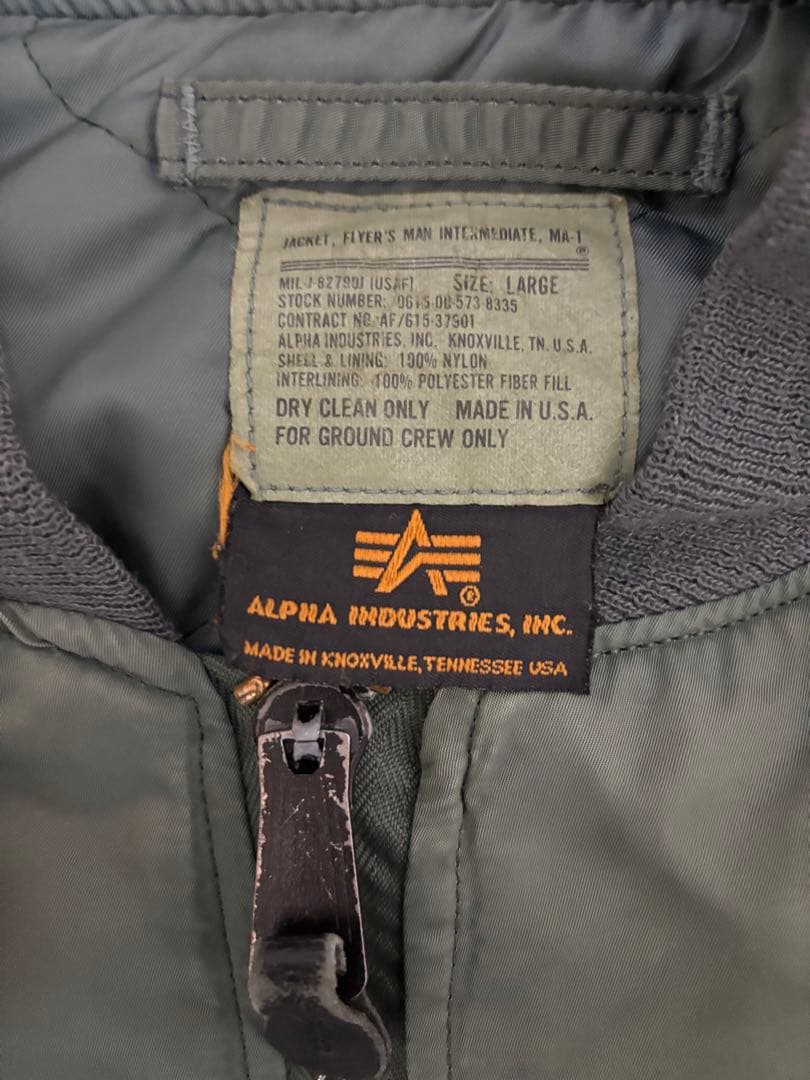 JACKET, FLYER'S MAN INTERMEDIATE, MA-1
®
MIL-J-8279DJ (USAF) SIZE: LARGE
STOCK NUMBER: 0615-00-573-8335
CONTRACT NO AF/615-37901
ALPHA INDUSTRIES, INC. KNOXVILLE, TN. U.S.A.
SHELL & LINING: 100% NYLON
INTERLINING: 100% POLYESTER FIBER FILL
DRY CLEAN ONLY MADE IN U.S.A.
FOR GROUND CREW ONLY
®
ALPHA INDUSTRIES, INC.
MADE IN KNOXVILLE, TENNESSEE USA